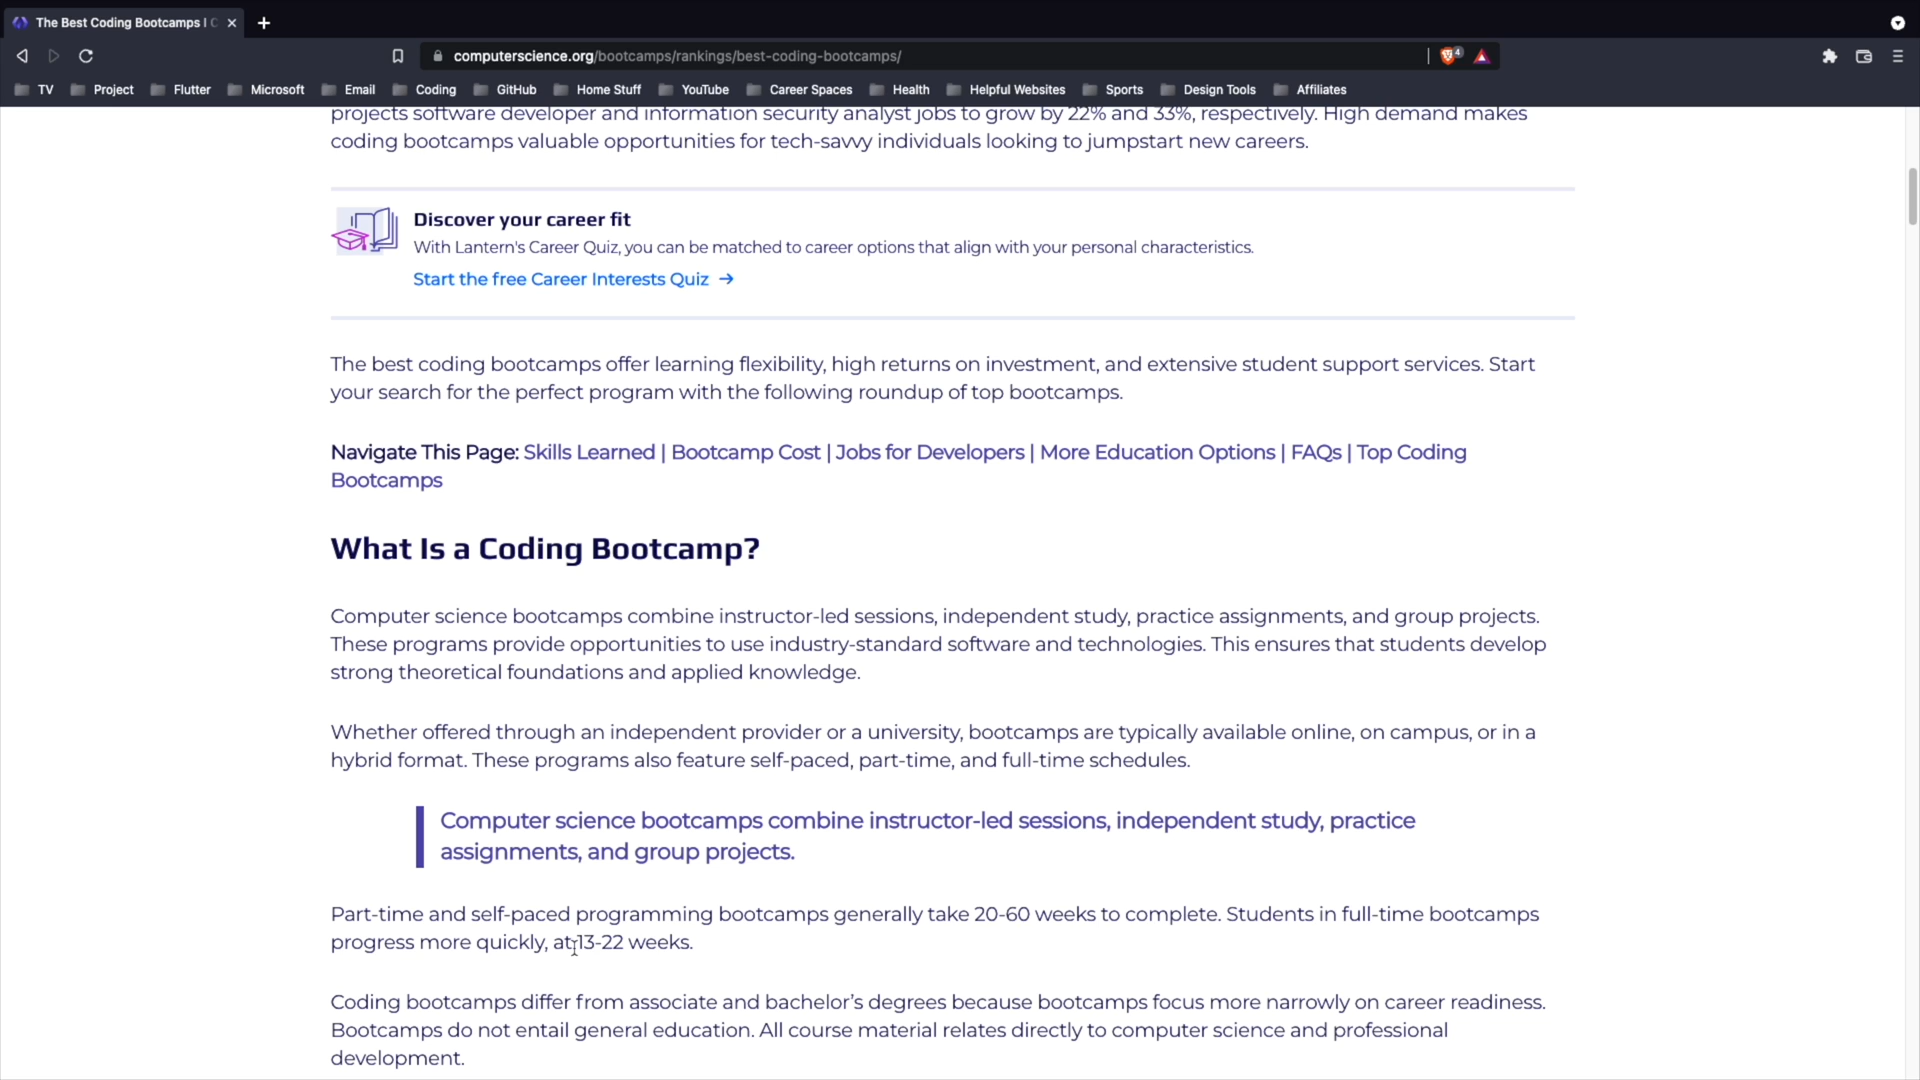 The Best Coding Bootcamps | C
computerscience.org/bootcamps/rankings/best-coding-bootcamps/
4
TV Project Flutter Microsoft Email Coding GitHub Home Stuff YouTube Career Spaces Health Helpful Websites Sports Design Tools Affiliates
projects software developer and information security analyst jobs to grow by 22% and 33%, respectively. High demand makes
coding bootcamps valuable opportunities for tech-savvy individuals looking to jumpstart new careers.
Discover your career fit
With Lantern's Career Quiz, you can be matched to career options that align with your personal characteristics.
Start the free Career Interests Quiz →
The best coding bootcamps offer learning flexibility, high returns on investment, and extensive student support services. Start
your search for the perfect program with the following roundup of top bootcamps.
Navigate This Page: Skills Learned | Bootcamp Cost | Jobs for Developers | More Education Options | FAQs | Top Coding
Bootcamps
What Is a Coding Bootcamp?
Computer science bootcamps combine instructor-led sessions, independent study, practice assignments, and group projects.
These programs provide opportunities to use industry-standard software and technologies. This ensures that students develop
strong theoretical foundations and applied knowledge.
Whether offered through an independent provider or a university, bootcamps are typically available online, on campus, or in a
hybrid format. These programs also feature self-paced, part-time, and full-time schedules.
Computer science bootcamps combine instructor-led sessions, independent study, practice
assignments, and group projects.
Part-time and self-paced programming bootcamps generally take 20-60 weeks to complete. Students in full-time bootcamps
progress more quickly, at 13-22 weeks.
Coding bootcamps differ from associate and bachelor's degrees because bootcamps focus more narrowly on career readiness.
Bootcamps do not entail general education. All course material relates directly to computer science and professional
development.